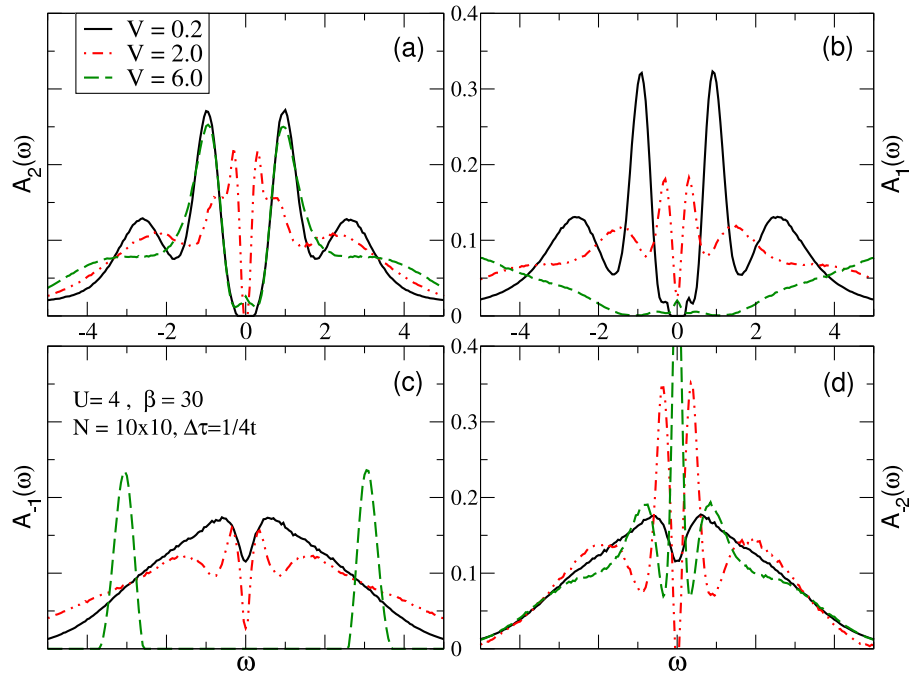 V = 0.2
V = 2.0
V = 6.0
(a)
(b)
0.4
0.3
0.2
0.1
0
A₂(ω)
A₁(ω)
-4 -2 0 2 4
-2 0 2 4
(c)
(d)
U= 4 , β = 30
N = 10x10, Δτ=1/4t
0.4
0.3
0.2
0.1
0
A₋₁(ω)
A₋₂(ω)
ω
ω